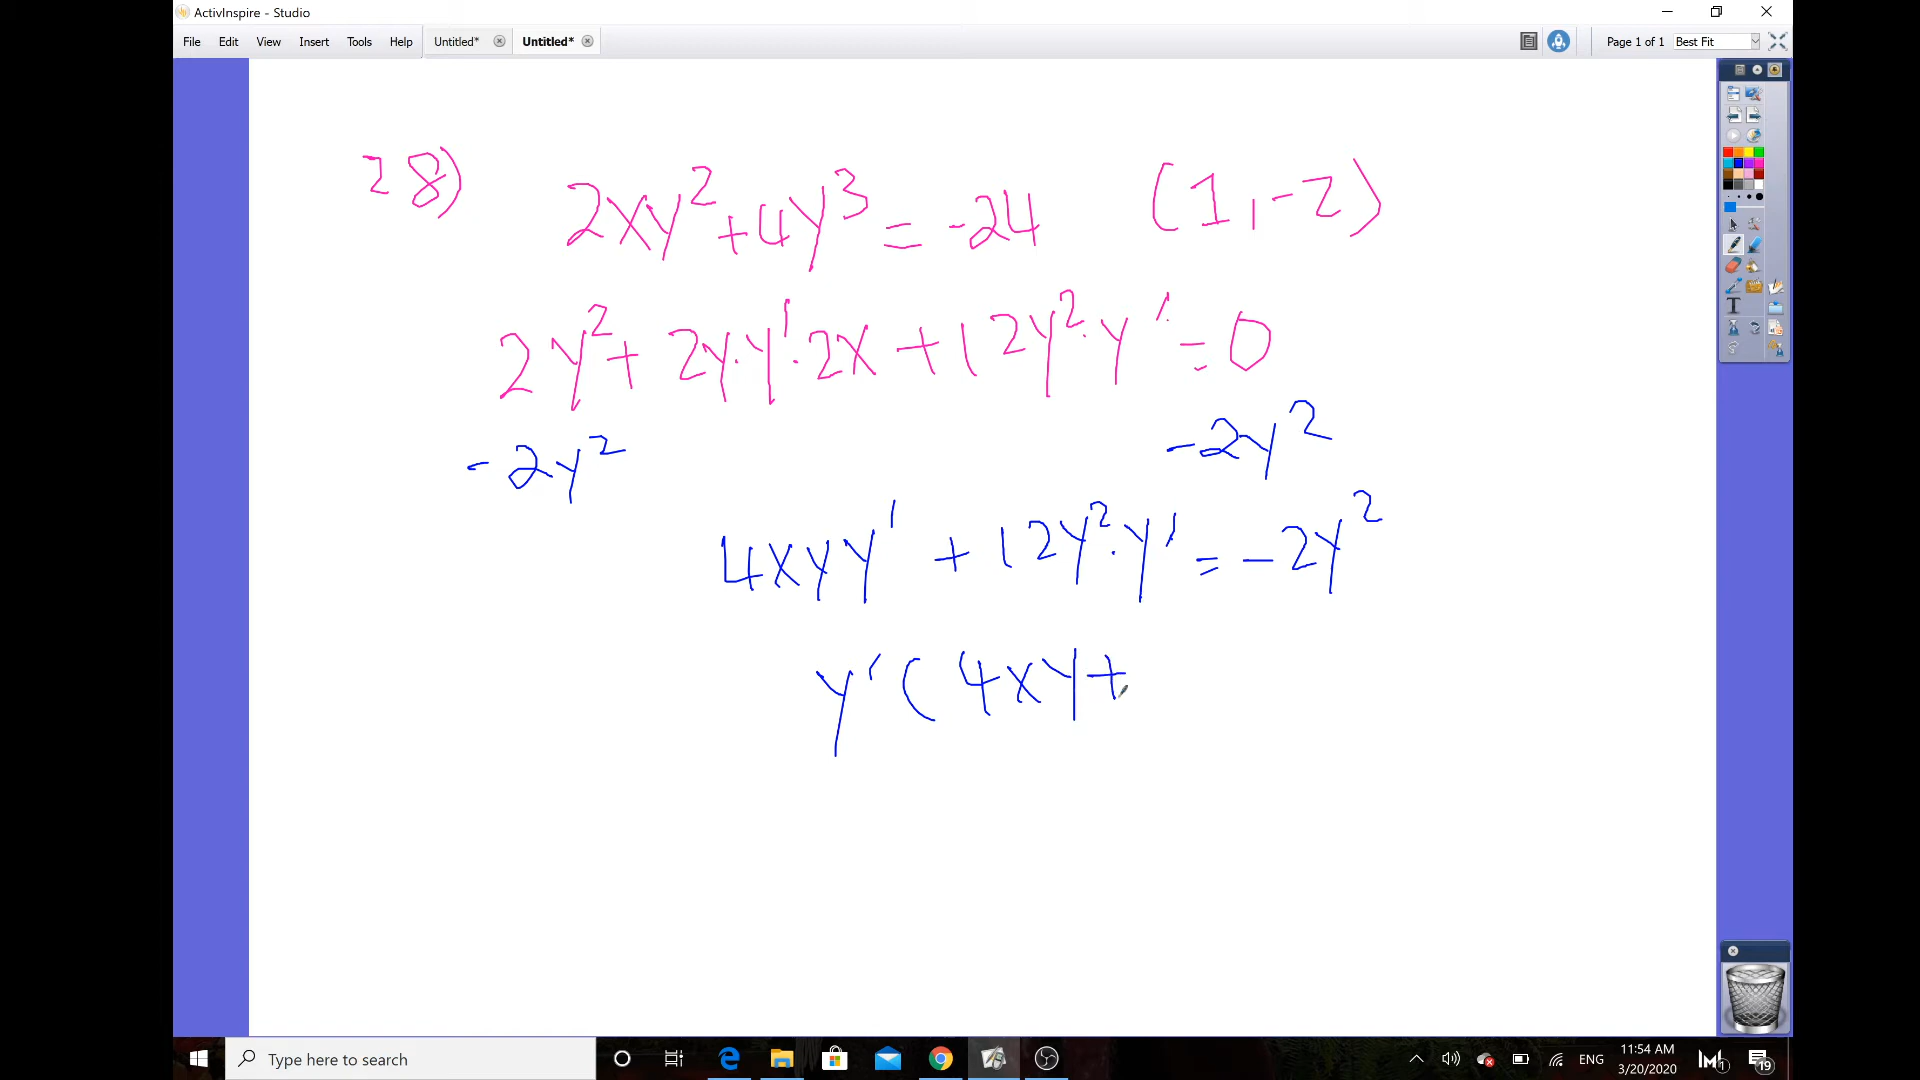 ActivInspire - Studio
File Edit View Insert Tools Help Untitled* Untitled* Page 1 of 1 Best Fit
28) 2xy² + 4y³ = -24 (1, -2)
2y² + 2y·y'·2x + 12y²·y' = 0
-2y² -2y²
4xyy' + 12y²·y' = -2y²
y'(4xy+
Type here to search
ENG
11:54 AM
3/20/2020
1
19